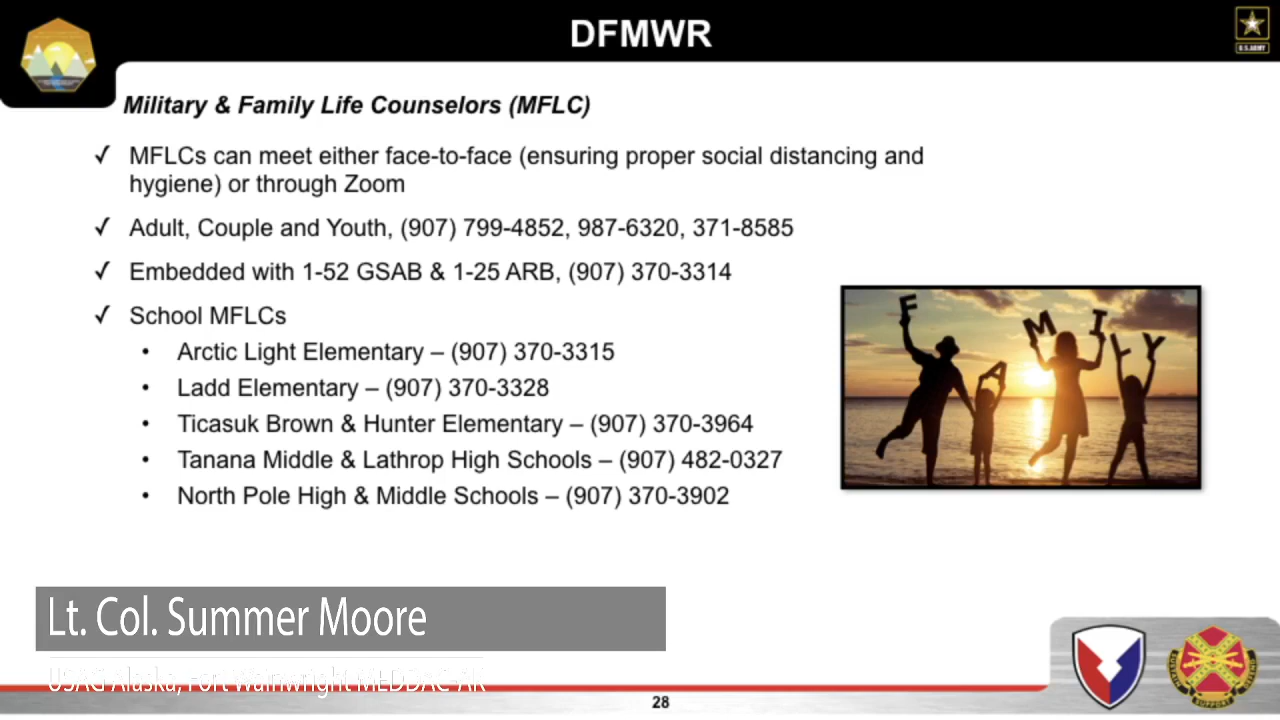 DFMWR
U.S. ARMY
Military & Family Life Counselors (MFLC)
✓ MFLCs can meet either face-to-face (ensuring proper social distancing and
hygiene) or through Zoom
✓ Adult, Couple and Youth, (907) 799-4852, 987-6320, 371-8585
✓ Embedded with 1-52 GSAB & 1-25 ARB, (907) 370-3314
✓ School MFLCs
• Arctic Light Elementary – (907) 370-3315
• Ladd Elementary – (907) 370-3328
• Ticasuk Brown & Hunter Elementary – (907) 370-3964
• Tanana Middle & Lathrop High Schools – (907) 482-0327
• North Pole High & Middle Schools – (907) 370-3902
FAMILY
Lt. Col. Summer Moore
USAG Alaska, Fort Wainwright MEDDAC-AK
SUPPORT
28